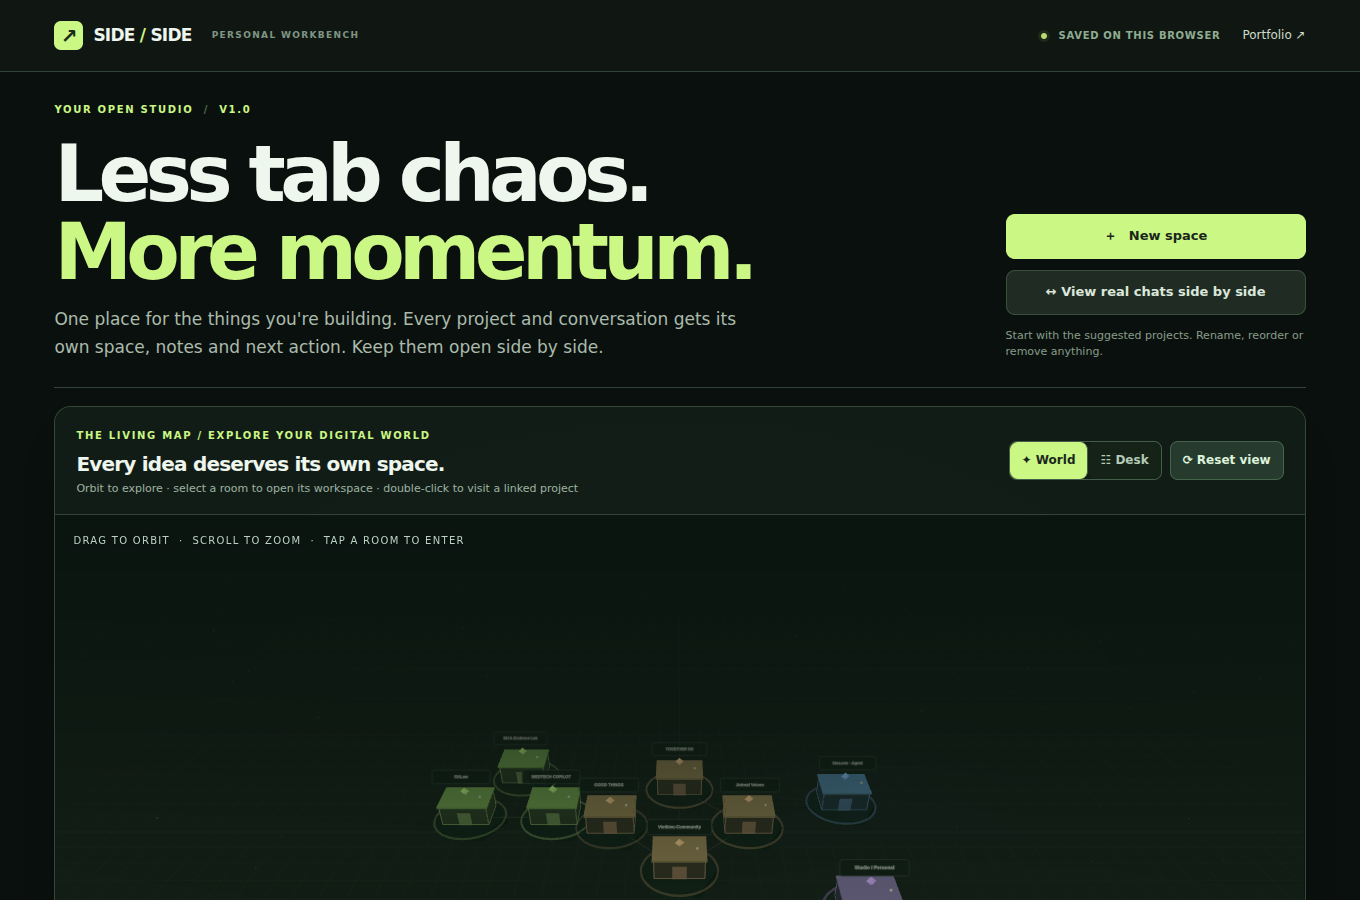 ↗ SIDE / SIDE PERSONAL WORKBENCH
SAVED ON THIS BROWSER Portfolio ↗
YOUR OPEN STUDIO / V1.0
Less tab chaos.
More momentum.
One place for the things you're building. Every project and conversation gets its
own space, notes and next action. Keep them open side by side.
+ New space
↔ View real chats side by side
Start with the suggested projects. Rename, reorder or
remove anything.
THE LIVING MAP / EXPLORE YOUR DIGITAL WORLD
Every idea deserves its own space.
Orbit to explore · select a room to open its workspace · double-click to visit a linked project
✦ World ☷ Desk ⟳ Reset view
DRAG TO ORBIT · SCROLL TO ZOOM · TAP A ROOM TO ENTER
GOOD THINGS